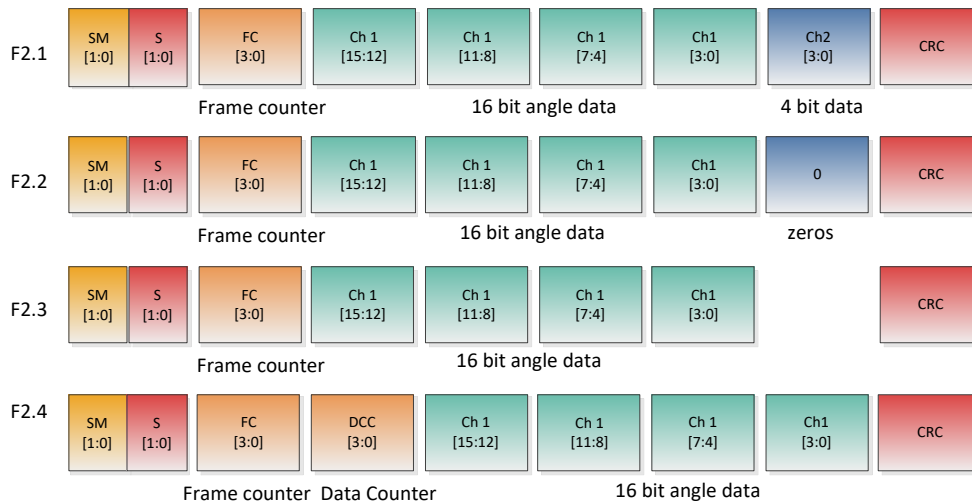 F2.1
SM
[1:0]
S
[1:0]
FC
[3:0]
Ch 1
[15:12]
Ch 1
[11:8]
Ch 1
[7:4]
Ch1
[3:0]
Ch2
[3:0]
CRC
Frame counter
16 bit angle data
4 bit data
F2.2
SM
[1:0]
S
[1:0]
FC
[3:0]
Ch 1
[15:12]
Ch 1
[11:8]
Ch 1
[7:4]
Ch1
[3:0]
0
CRC
Frame counter
16 bit angle data
zeros
F2.3
SM
[1:0]
S
[1:0]
FC
[3:0]
Ch 1
[15:12]
Ch 1
[11:8]
Ch 1
[7:4]
Ch1
[3:0]
CRC
Frame counter
16 bit angle data
F2.4
SM
[1:0]
S
[1:0]
FC
[3:0]
DCC
[3:0]
Ch 1
[15:12]
Ch 1
[11:8]
Ch 1
[7:4]
Ch1
[3:0]
CRC
Frame counter
Data Counter
16 bit angle data